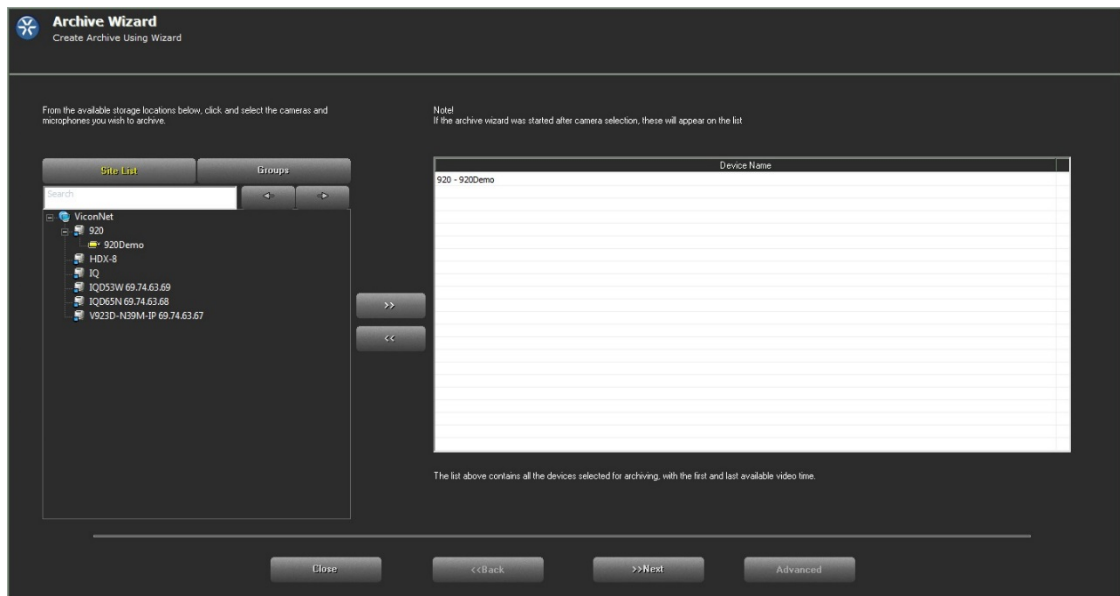 Archive Wizard
Create Archive Using Wizard
From the available storage locations below, click and select the cameras and
microphones you wish to archive.
Note!
If the archive wizard was started after camera selection, these will appear on the list
Site List
Groups
Search
ViconNet
920
920Demo
HDX-8
IQ
IQD53W 69.74.63.69
IQD65N 69.74.63.68
V923D-N39M-IP 69.74.63.67
>>
<<
Device Name
920 - 920Demo
The list above contains all the devices selected for archiving, with the first and last available video time.
Close
<<Back
>>Next
Advanced